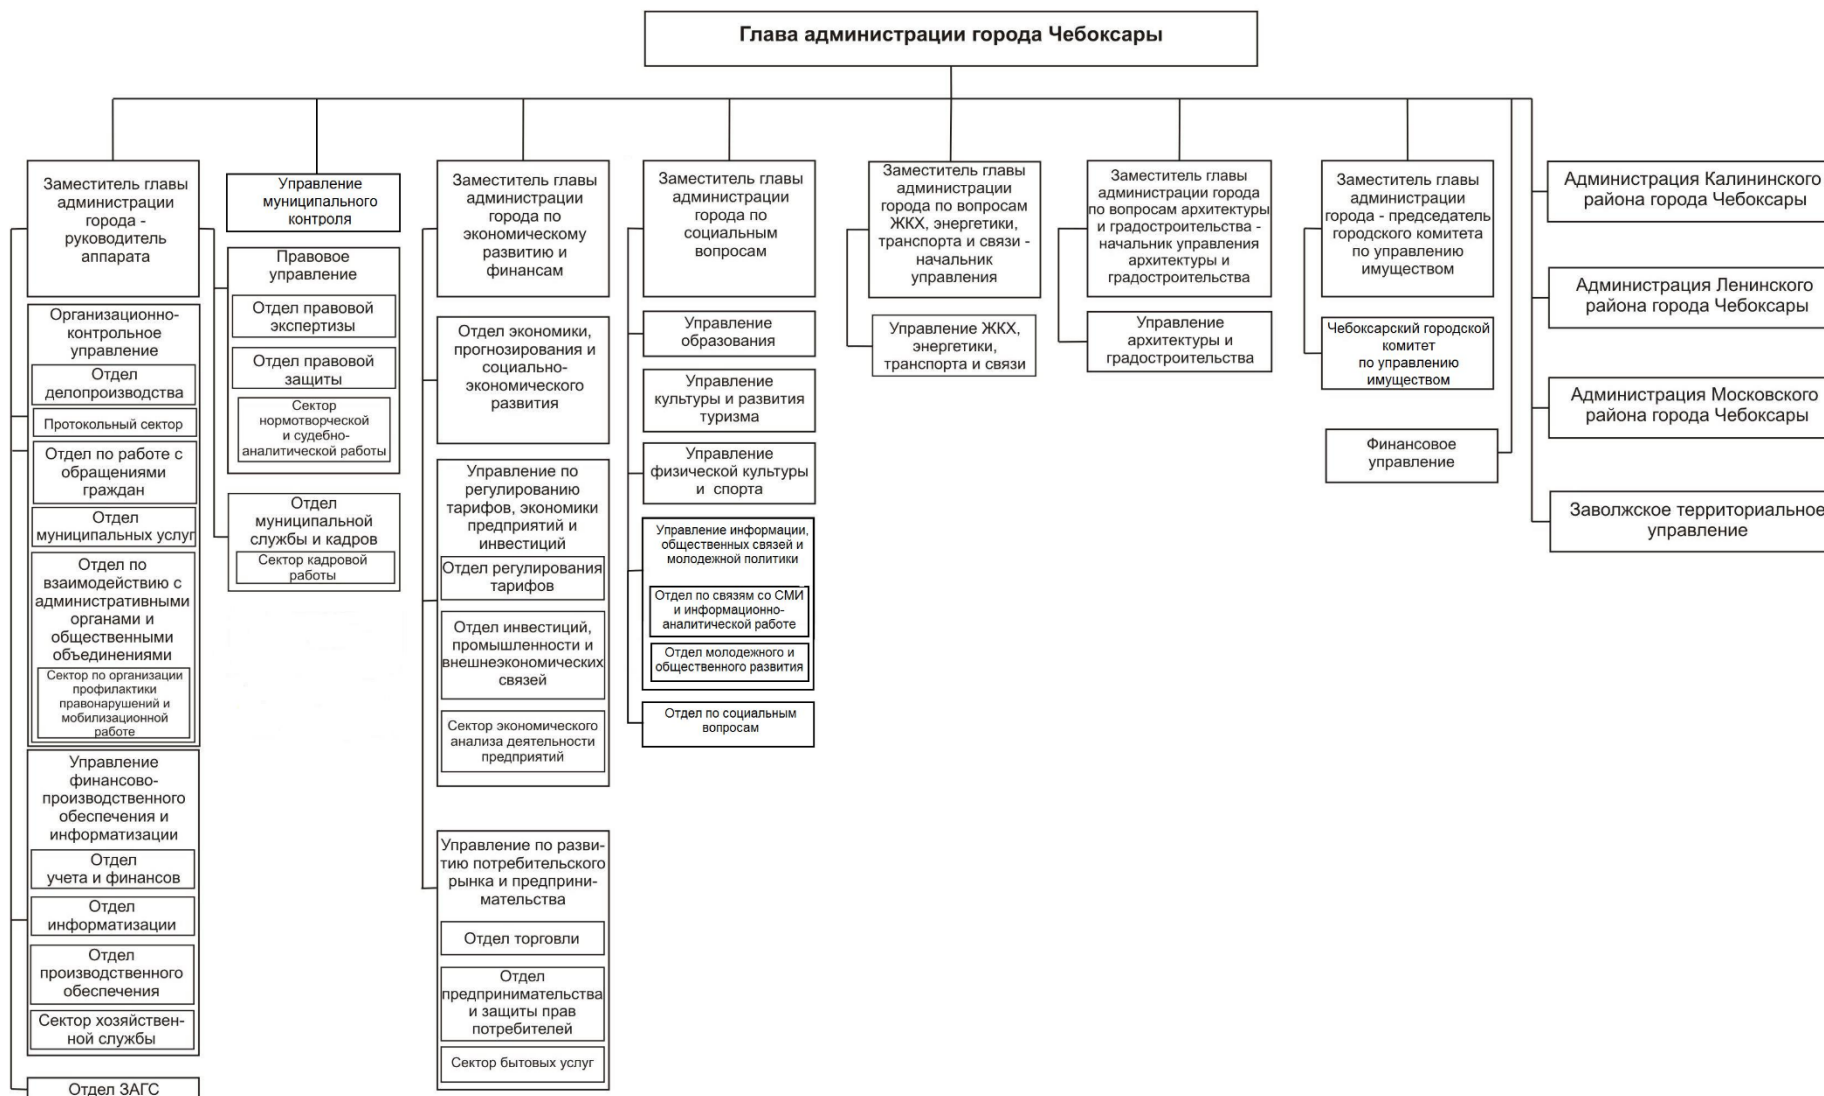 Глава администрации города Чебоксары
Заместитель главы
администрации
города -
руководитель
аппарата
Организационно-
контрольное
управление
Отдел
делопроизводства
Протокольный сектор
Отдел по работе с
обращениями
граждан
Отдел
муниципальных услуг
Отдел по
взаимодействию с
административными
органами и
общественными
объединениями
Сектор по организации
профилактики
правонарушений и
мобилизационной
работе
Управление
финансово-
производственного
обеспечения и
информатизации
Отдел
учета и финансов
Отдел
информатизации
Отдел
производственного
обеспечения
Сектор хозяйствен-
ной службы
Отдел ЗАГС
Управление
муниципального
контроля
Правовое
управление
Отдел правовой
экспертизы
Отдел правовой
защиты
Сектор
нормотворческой
и судебно-
аналитической работы
Отдел
муниципальной
службы и кадров
Сектор кадровой
работы
Заместитель главы
администрации
города по
экономическому
развитию и
финансам
Отдел экономики,
прогнозирования и
социально-
экономического
развития
Управление по
регулированию
тарифов, экономики
предприятий и
инвестиций
Отдел регулирования
тарифов
Отдел инвестиций,
промышленности и
внешнеэкономических
связей
Сектор экономического
анализа деятельности
предприятий
Управление по разви-
тию потребительского
рынка и предприни-
мательства
Отдел торговли
Отдел
предпринимательства
и защиты прав
потребителей
Сектор бытовых услуг
Заместитель главы
администрации
города по
социальным
вопросам
Управление
образования
Управление
культуры и развития
туризма
Управление
физической культуры
и спорта
Управление информации,
общественных связей и
молодежной политики
Отдел по связям со СМИ
и информационно-
аналитической работе
Отдел молодежного и
общественного развития
Отдел по социальным
вопросам
Заместитель главы
администрации
города по вопросам
ЖКХ, энергетики,
транспорта и связи -
начальник
управления
Управление ЖКХ,
энергетики,
транспорта и связи
Заместитель главы
администрации города
по вопросам архитектуры
и градостроительства -
начальник управления
архитектуры и
градостроительства
Управление
архитектуры и
градостроительства
Заместитель главы
администрации
города - председатель
городского комитета
по управлению
имуществом
Чебоксарский городской
комитет
по управлению
имуществом
Финансовое
управление
Администрация Калининского
района города Чебоксары
Администрация Ленинского
района города Чебоксары
Администрация Московского
района города Чебоксары
Заволжское территориальное
управление